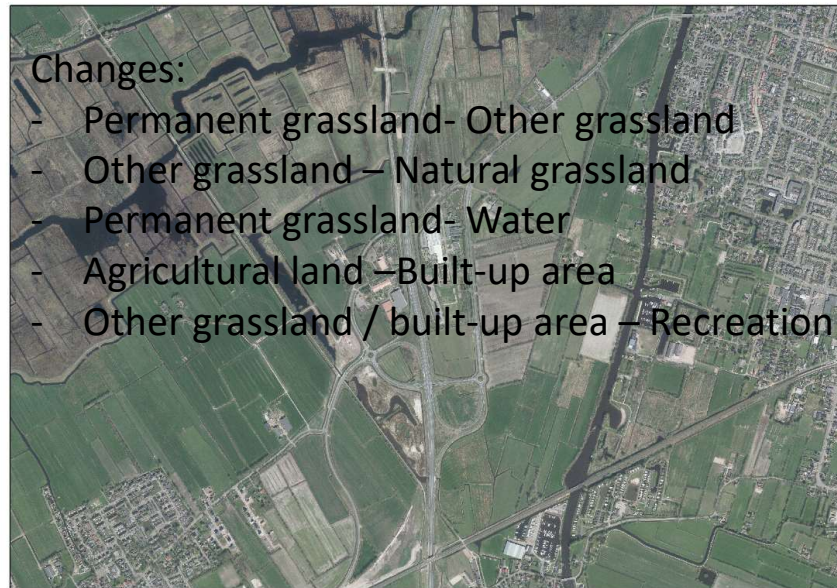 Changes:
- Permanent grassland- Other grassland
- Other grassland – Natural grassland
- Permanent grassland- Water
- Agricultural land –Built-up area
- Other grassland / built-up area – Recreation